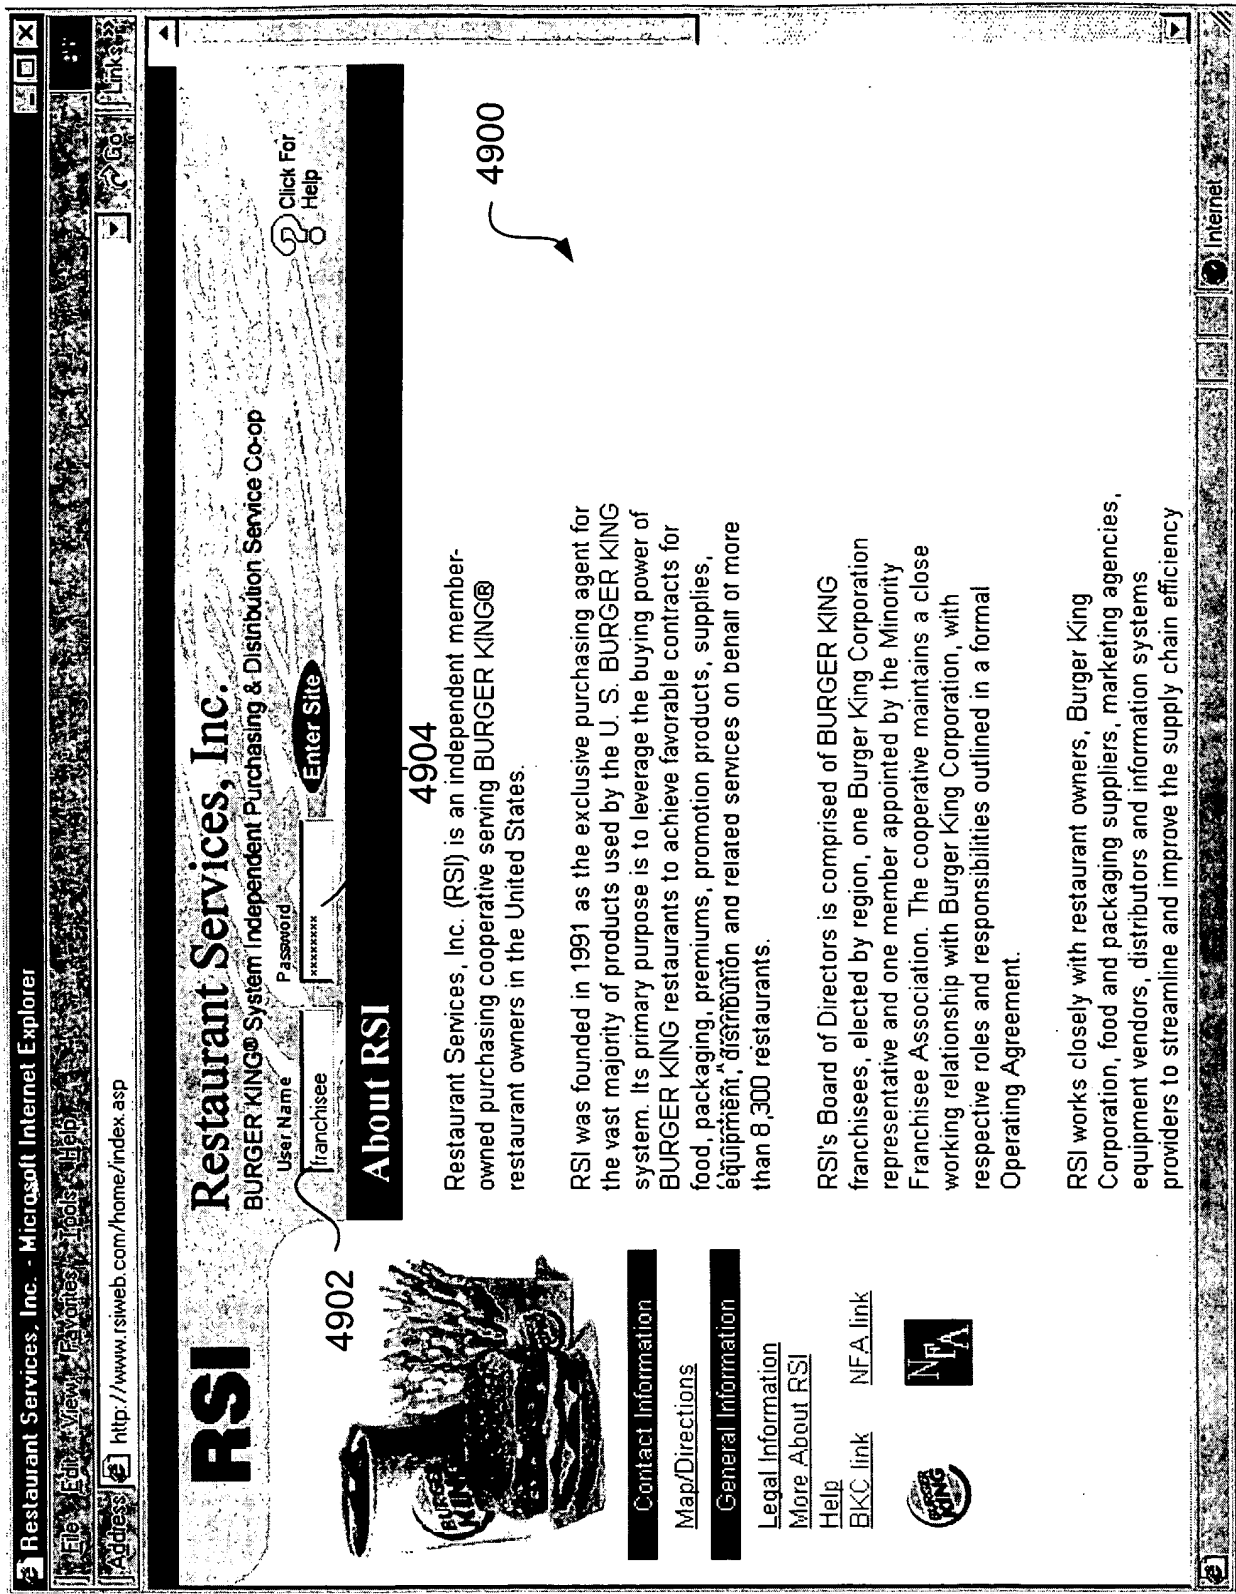 Restaurant Services, Inc. - Microsoft Internet Explorer
File Edit View Favorites Tools Help
Address http://www.rsiweb.com/home/index.asp Go Links >>
RSI
Restaurant Services, Inc.
BURGER KING® System Independent Purchasing & Distribution Service Co-op
User Name Password
franchisee xxxxxxxx Enter Site
Click For
Help
4902
About RSI
4904
4900
BURGER
KING
Contact Information
Map/Directions
General Information
Legal Information
More About RSI
Help
BKC link NFA link
BURGER
KING
NFA
Restaurant Services, Inc. (RSI) is an independent member-
owned purchasing cooperative serving BURGER KING®
restaurant owners in the United States.
RSI was founded in 1991 as the exclusive purchasing agent for
the vast majority of products used by the U. S. BURGER KING
system. Its primary purpose is to leverage the buying power of
BURGER KING restaurants to achieve favorable contracts for
food, packaging, premiums, promotion products, supplies,
equipment, distribution and related services on behalf of more
than 8,300 restaurants.
RSI's Board of Directors is comprised of BURGER KING
franchisees, elected by region, one Burger King Corporation
representative and one member appointed by the Minority
Franchisee Association. The cooperative maintains a close
working relationship with Burger King Corporation, with
respective roles and responsibilities outlined in a formal
Operating Agreement.
RSI works closely with restaurant owners, Burger King
Corporation, food and packaging suppliers, marketing agencies,
equipment vendors, distributors and information systems
providers to streamline and improve the supply chain efficiency
Internet